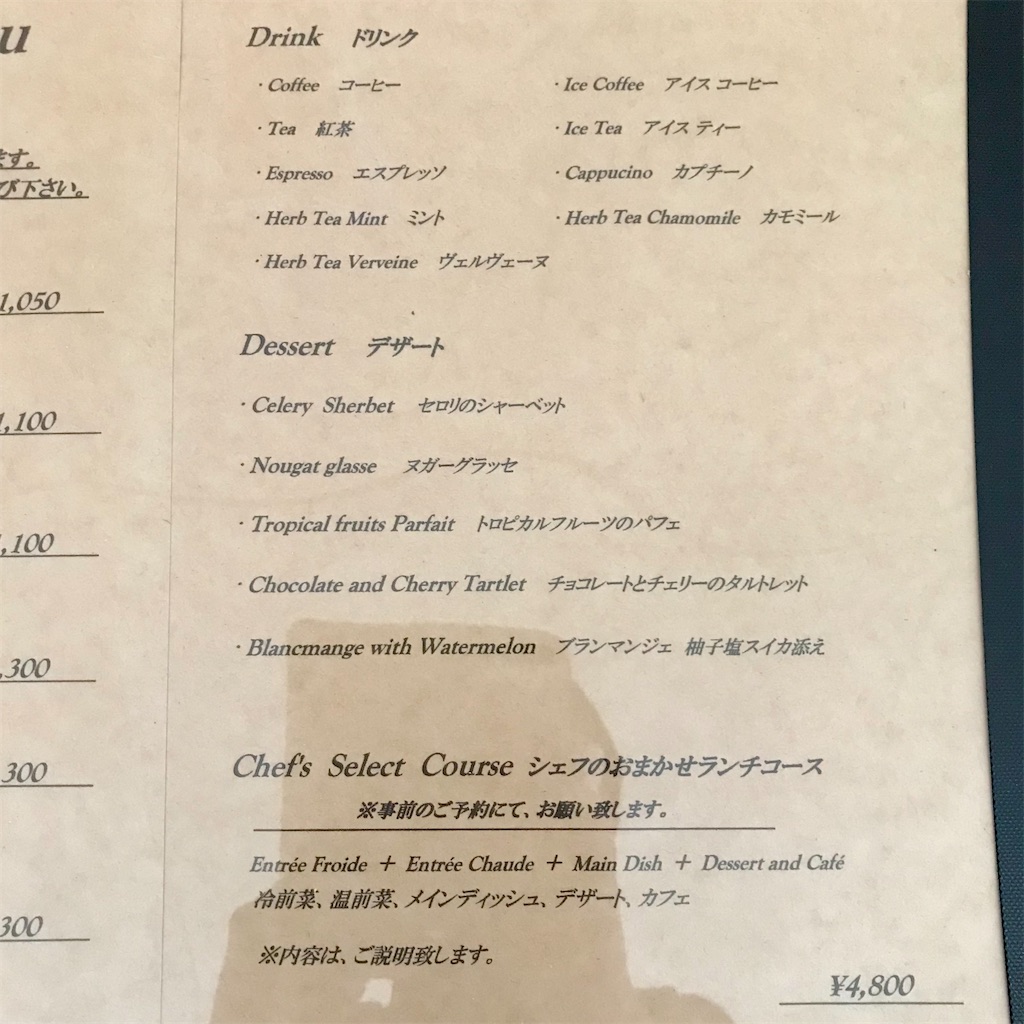 u
ます。
び下さい。
1,050
1,100
,100
,300
300
300
Drink ドリンク
・Coffee コーヒー ・Ice Coffee アイス コーヒー
・Tea 紅茶 ・Ice Tea アイス ティー
・Espresso エスプレッソ ・Cappucino カプチーノ
・Herb Tea Mint ミント ・Herb Tea Chamomile カモミール
・Herb Tea Verveine ヴェルヴェーヌ
Dessert デザート
・Celery Sherbet セロリのシャーベット
・Nougat glasse ヌガーグラッセ
・Tropical fruits Parfait トロピカルフルーツのパフェ
・Chocolate and Cherry Tartlet チョコレートとチェリーのタルトレット
・Blancmange with Watermelon ブランマンジェ 柚子塩スイカ添え
Chef's Select Course シェフのおまかせランチコース
※事前のご予約にて、お願い致します。
Entrée Froide ＋ Entrée Chaude ＋ Main Dish ＋ Dessert and Café
冷前菜、温前菜、メインディッシュ、デザート、カフェ
※内容は、ご説明致します。
¥4,800